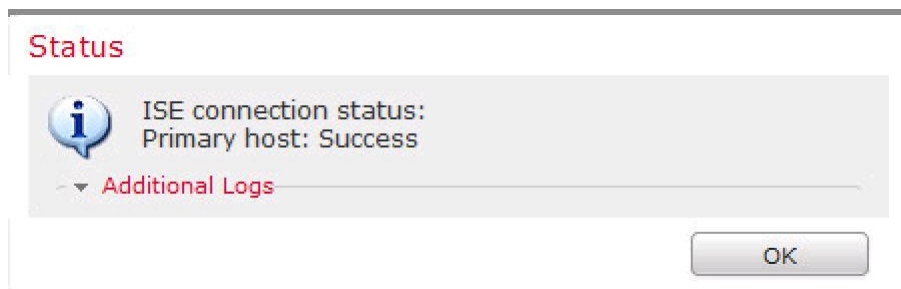 Status
ISE connection status:
Primary host: Success
Additional Logs
OK